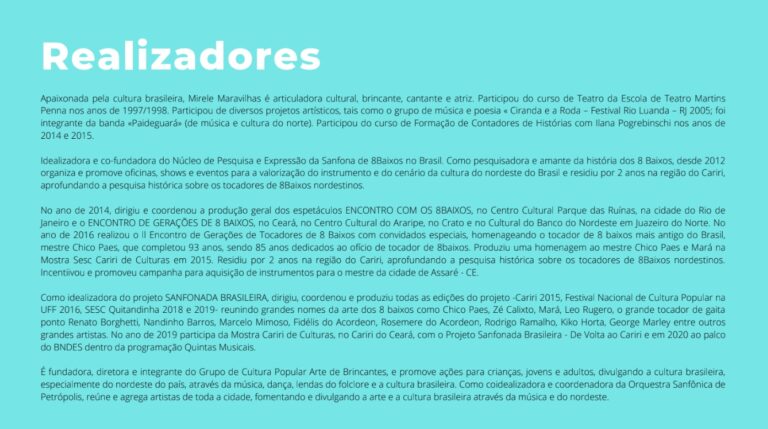 Realizadores
Apaixonada pela cultura brasileira, Mirele Maravilhas é articuladora cultural, brincante, cantante e atriz. Participou do curso de Teatro da Escola de Teatro Martins
Penna nos anos de 1997/1998. Participou de diversos projetos artísticos, tais como o grupo de música e poesia « Ciranda e a Roda – Festival Rio Luanda – RJ 2005; foi
integrante da banda «Paideguará» (de música e cultura do norte). Participou do curso de Formação de Contadores de Histórias com Ilana Pogrebinschi nos anos de
2014 e 2015.
Idealizadora e co-fundadora do Núcleo de Pesquisa e Expressão da Sanfona de 8Baixos no Brasil. Como pesquisadora e amante da história dos 8 Baixos, desde 2012
organiza e promove oficinas, shows e eventos para a valorização do instrumento e do cenário da cultura do nordeste do Brasil e residiu por 2 anos na região do Cariri,
aprofundando a pesquisa histórica sobre os tocadores de 8Baixos nordestinos.
No ano de 2014, dirigiu e coordenou a produção geral dos espetáculos ENCONTRO COM OS 8BAIXOS, no Centro Cultural Parque das Ruínas, na cidade do Rio de
Janeiro e o ENCONTRO DE GERAÇÕES DE 8 BAIXOS, no Ceará, no Centro Cultural do Araripe, no Crato e no Cultural do Banco do Nordeste em Juazeiro do Norte. No
ano de 2016 realizou o II Encontro de Gerações de Tocadores de 8 Baixos com convidados especiais, homenageando o tocador de 8 baixos mais antigo do Brasil,
mestre Chico Paes, que completou 93 anos, sendo 85 anos dedicados ao ofício de tocador de 8baixos. Produziu uma homenagem ao mestre Chico Paes e Mará na
Mostra Sesc Cariri de Culturas em 2015. Residiu por 2 anos na região do Cariri, aprofundando a pesquisa histórica sobre os tocadores de 8Baixos nordestinos.
Incentiivou e promoveu campanha para aquisição de instrumentos para o mestre da cidade de Assaré - CE.
Como idealizadora do projeto SANFONADA BRASILEIRA, dirigiu, coordenou e produziu todas as edições do projeto -Cariri 2015, Festival Nacional de Cultura Popular na
UFF 2016, SESC Quitandinha 2018 e 2019- reunindo grandes nomes da arte dos 8 baixos como Chico Paes, Zé Calixto, Mará, Leo Rugero, o grande tocador de gaita
ponto Renato Borghetti, Nandinho Barros, Marcelo Mimoso, Fidélis do Acordeon, Rosemere do Acordeon, Rodrigo Ramalho, Kiko Horta, George Marley entre outros
grandes artistas. No ano de 2019 participa da Mostra Cariri de Culturas, no Cariri do Ceará, com o Projeto Sanfonada Brasileira - De Volta ao Cariri e em 2020 ao palco
do BNDES dentro da programação Quintas Musicais.
É fundadora, diretora e integrante do Grupo de Cultura Popular Arte de Brincantes, e promove ações para crianças, jovens e adultos, divulgando a cultura brasileira,
especialmente do nordeste do país, através da música, dança, lendas do folclore e a cultura brasileira. Como coidealizadora e coordenadora da Orquestra Sanfônica de
Petrópolis, reúne e agrega artistas de toda a cidade, fomentando e divulgando a arte e a cultura brasileira através da música e do nordeste.